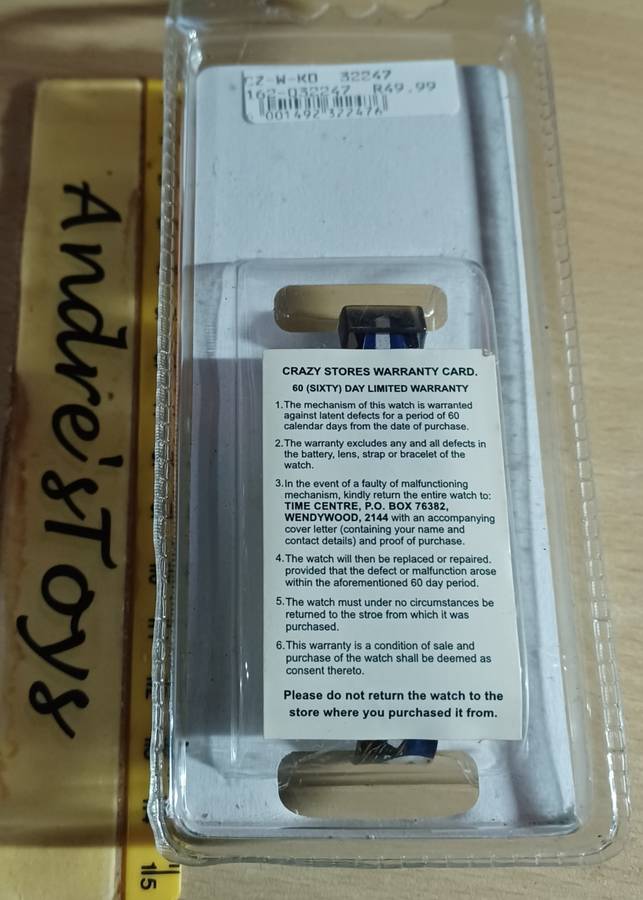 CZ-W-KO 32247
162-032247 R49.99
001492 322476
CRAZY STORES WARRANTY CARD.
60 (SIXTY) DAY LIMITED WARRANTY
1. The mechanism of this watch is warranted
against latent defects for a period of 60
calendar days from the date of purchase.
2. The warranty excludes any and all defects in
the battery, lens, strap or bracelet of the
watch.
3. In the event of a faulty of malfunctioning
mechanism, kindly return the entire watch to:
TIME CENTRE, P.O. BOX 76382,
WENDYWOOD, 2144 with an accompanying
cover letter (containing your name and
contact details) and proof of purchase.
4. The watch will then be replaced or repaired.
provided that the defect or malfunction arose
within the aforementioned 60 day period.
5. The watch must under no circumstances be
returned to the stroe from which it was
purchased.
6. This warranty is a condition of sale and
purchase of the watch shall be deemed as
consent thereto.
Please do not return the watch to the
store where you purchased it from.
Andre'sToys
15